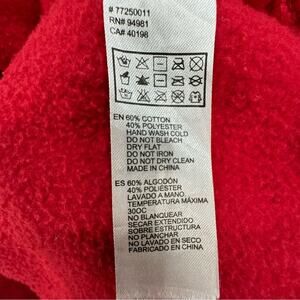 # 77250011
RN# 94981
CA# 40198
EN 60% COTTON
40% POLYESTER
HAND WASH COLD
DO NOT BLEACH
DRY FLAT
DO NOT IRON
DO NOT DRY CLEAN
MADE IN CHINA
ES 60% ALGODÓN
40% POLIÉSTER
LAVADO A MANO.
TEMPERATURA MÁXIMA
30OC
NO BLANQUEAR
SECAR EXTENDIDO
SOBRE ESTRUCTURA
NO PLANCHAR
NO LAVADO EN SECO
FABRICADO EN CHINA